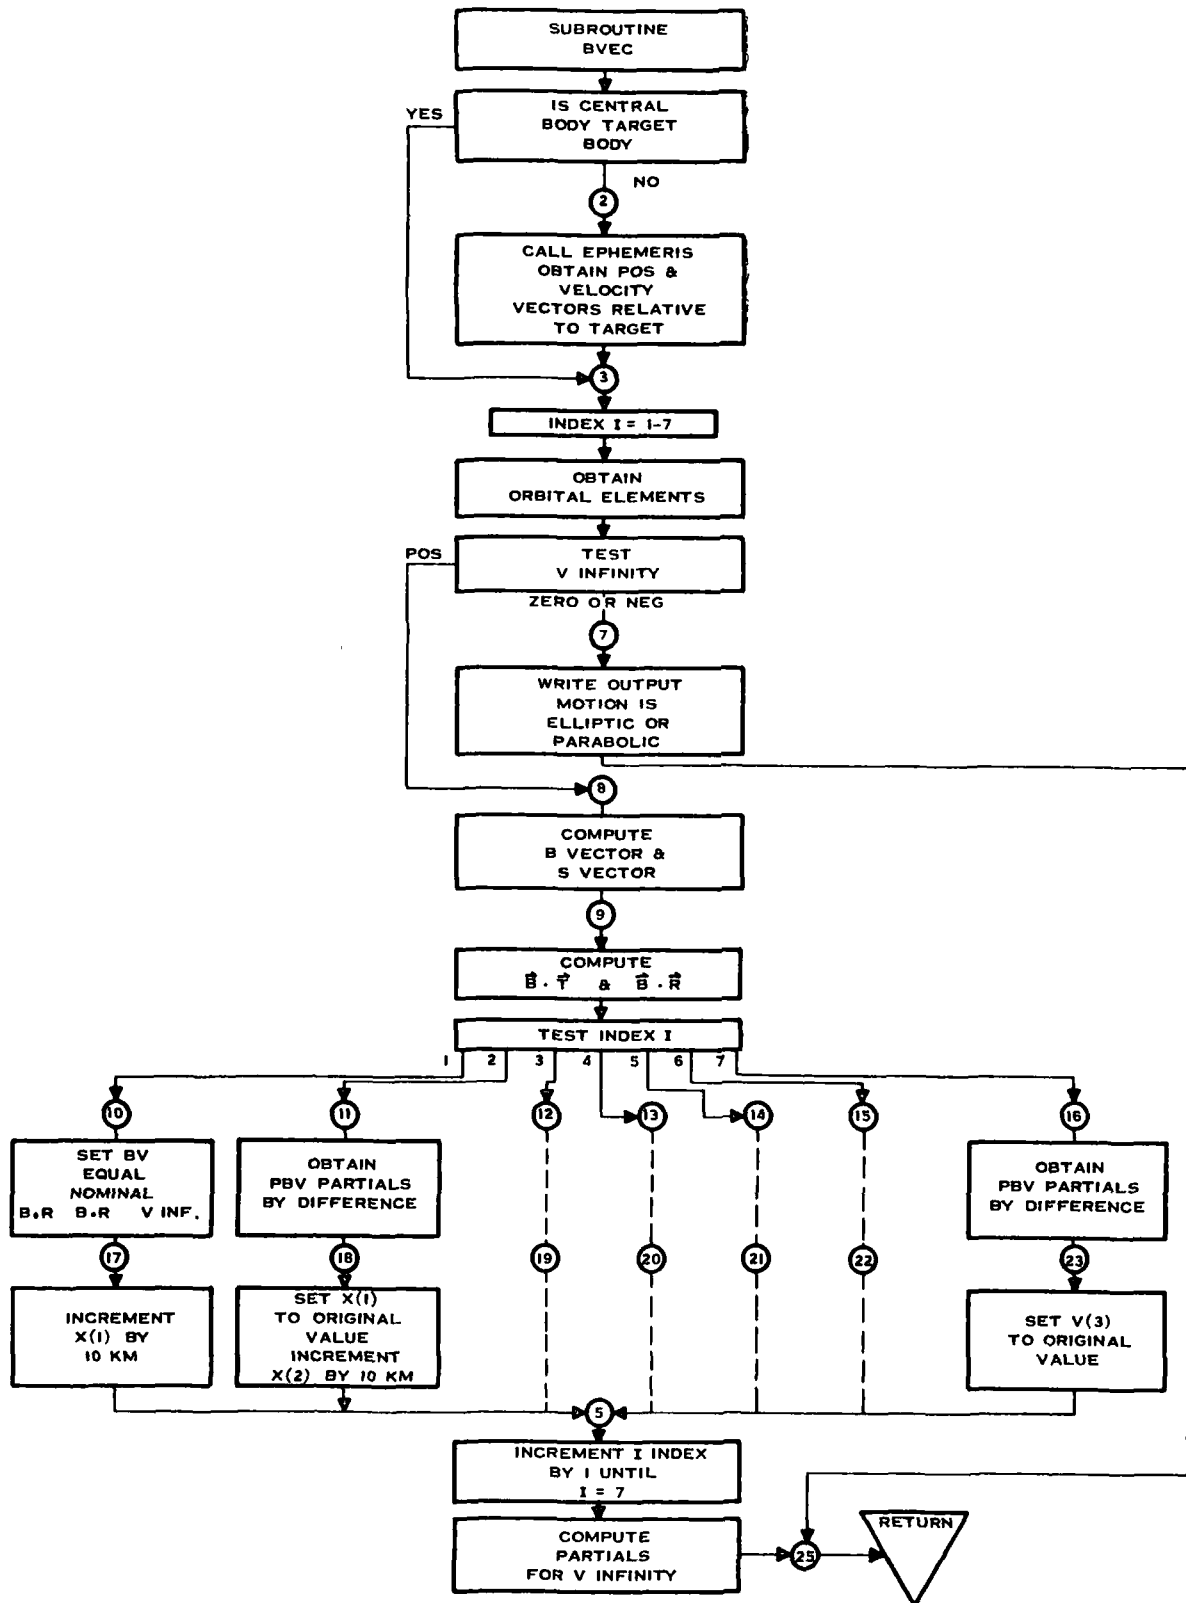 SUBROUTINE
BVEC
IS CENTRAL
BODY TARGET
BODY
YES
NO
2
CALL EPHEMERIS
OBTAIN POS &
VELOCITY
VECTORS RELATIVE
TO TARGET
3
INDEX I = 1-7
OBTAIN
ORBITAL ELEMENTS
TEST
V INFINITY
POS
ZERO OR NEG
7
WRITE OUTPUT
MOTION IS
ELLIPTIC OR
PARABOLIC
8
COMPUTE
B VECTOR &
S VECTOR
9
COMPUTE
B⃗ . T⃗ & B⃗ . R⃗
TEST INDEX I
1 2 3 4 5 6 7
10 11 12 13 14 15 16
SET BV
EQUAL
NOMINAL
B.R B.R V INF.
OBTAIN
PBV PARTIALS
BY DIFFERENCE
OBTAIN
PBV PARTIALS
BY DIFFERENCE
17 18 19 20 21 22 23
INCREMENT
X(1) BY
10 KM
SET X(1)
TO ORIGINAL
VALUE
INCREMENT
X(2) BY 10 KM
SET V(3)
TO ORIGINAL
VALUE
5
INCREMENT I INDEX
BY 1 UNTIL
I = 7
COMPUTE
PARTIALS
FOR V INFINITY
25
RETURN